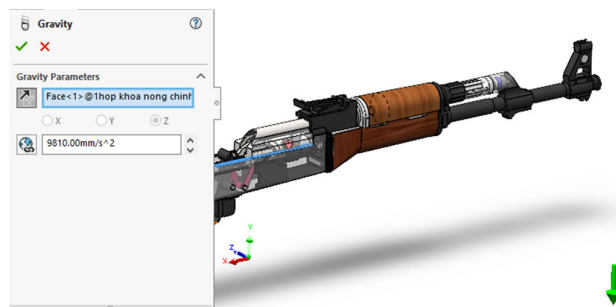 Gravity
Gravity Parameters
Face<1>@1hop khoa nong chinh
X Y Z
9810.00mm/s^2
Y
Z
X